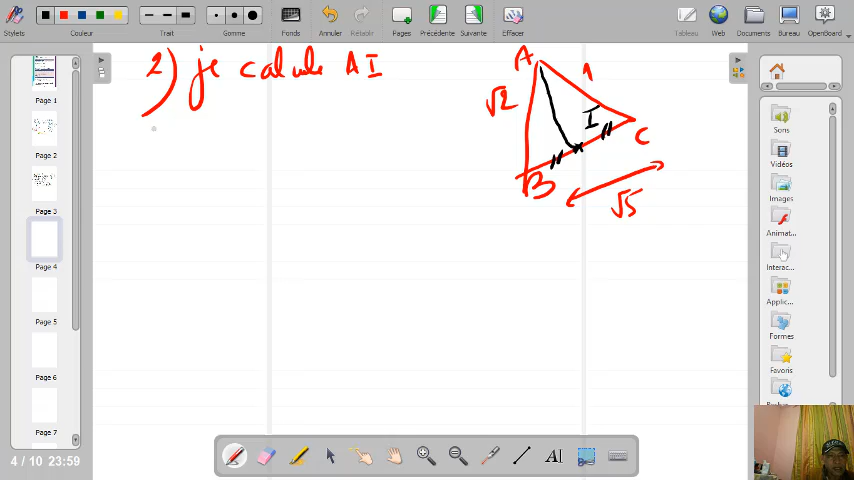 Stylets
Couleur
Trait
Gomme
Fonds
Annuler
Rétablir
Pages
Précédente
Suivante
Effacer
Tableau
Web
Documents
OpenBoard
Page 1
Page 2
Page 3
Page 4
Page 5
Page 6
Page 7
4 / 10 23:59
2) je calcule AI
A
1
√2
I
C
B
√5
Sons
Vidéos
Images
Animat...
Interac...
Applic...
Formes
Favoris